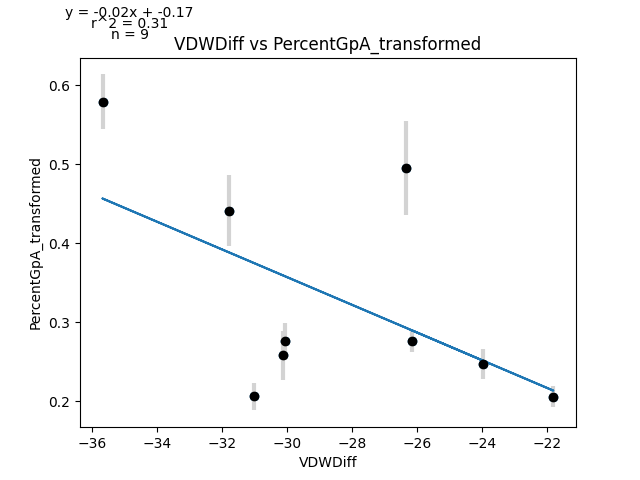 y = -0.02x + -0.17
r^2 = 0.31
n = 9
VDWDiff vs PercentGpA_transformed
0.6
0.5
0.4
0.3
0.2
PercentGpA_transformed
−36
−34
−32
−30
−28
−26
−24
−22
VDWDiff